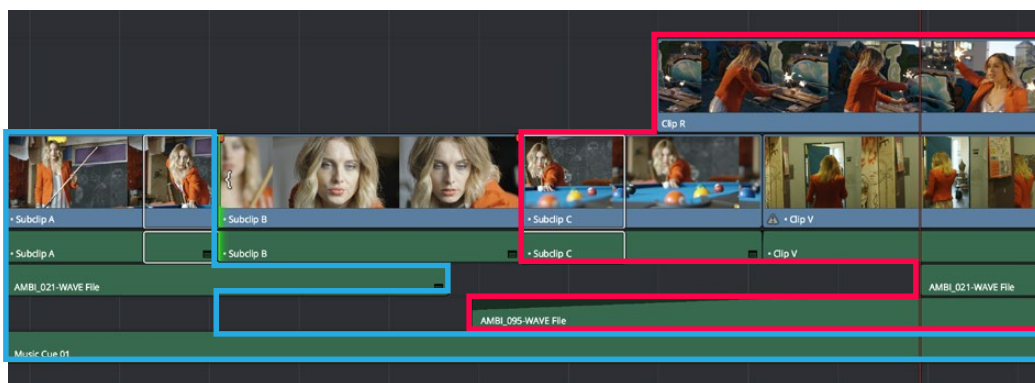 Clip R
• Subclip A
• Subclip B
• Subclip C
• Clip V
• Subclip A
• Subclip B
• Subclip C
• Clip V
AMBI_021-WAVE File
AMBI_021-WAVE File
AMBI_095-WAVE File
Music Cue 01